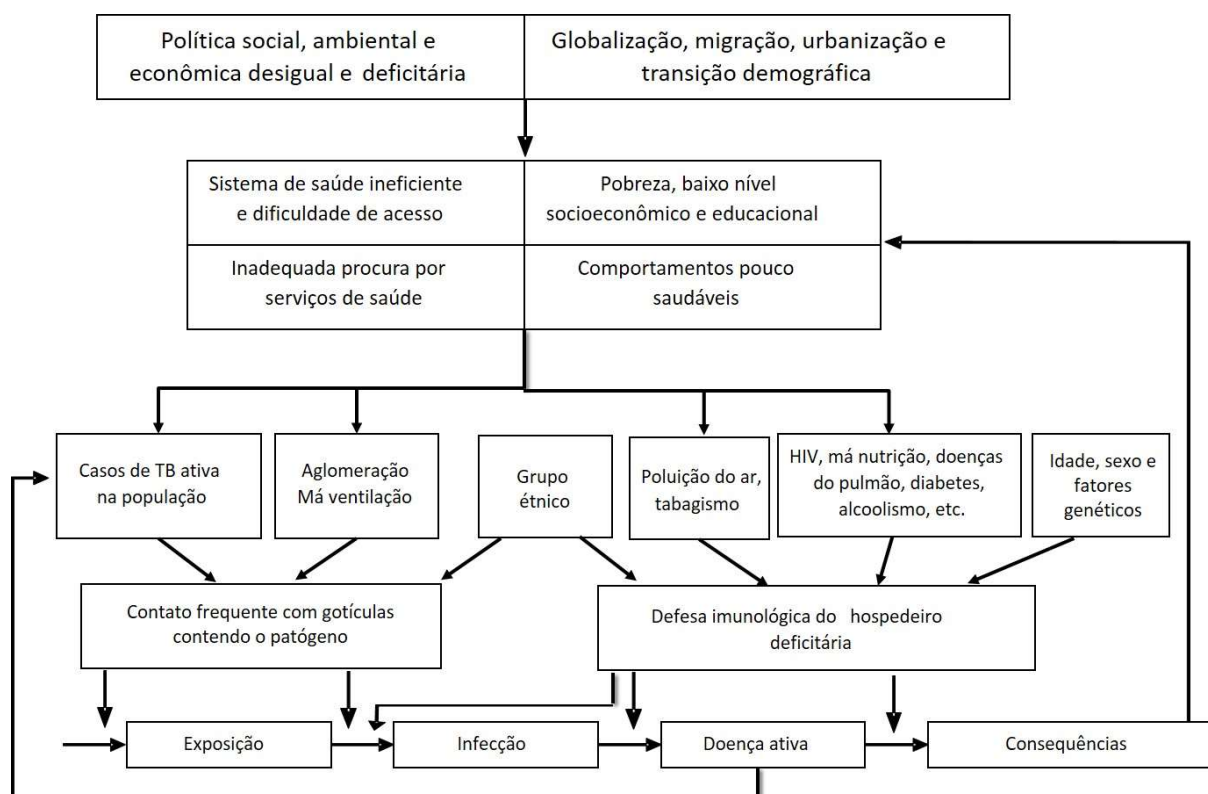 Política social, ambiental e
econômica desigual e deficitária
Globalização, migração, urbanização e
transição demográfica
Sistema de saúde ineficiente
e dificuldade de acesso
Pobreza, baixo nível
socioeconômico e educacional
Inadequada procura por
serviços de saúde
Comportamentos pouco
saudáveis
Casos de TB ativa
na população
Aglomeração
Má ventilação
Grupo
étnico
Poluição do ar,
tabagismo
HIV, má nutrição, doenças
do pulmão, diabetes,
alcoolismo, etc.
Idade, sexo e
fatores
genéticos
Contato frequente com gotículas
contendo o patógeno
Defesa imunológica do hospedeiro
deficitária
Exposição
Infecção
Doença ativa
Consequências